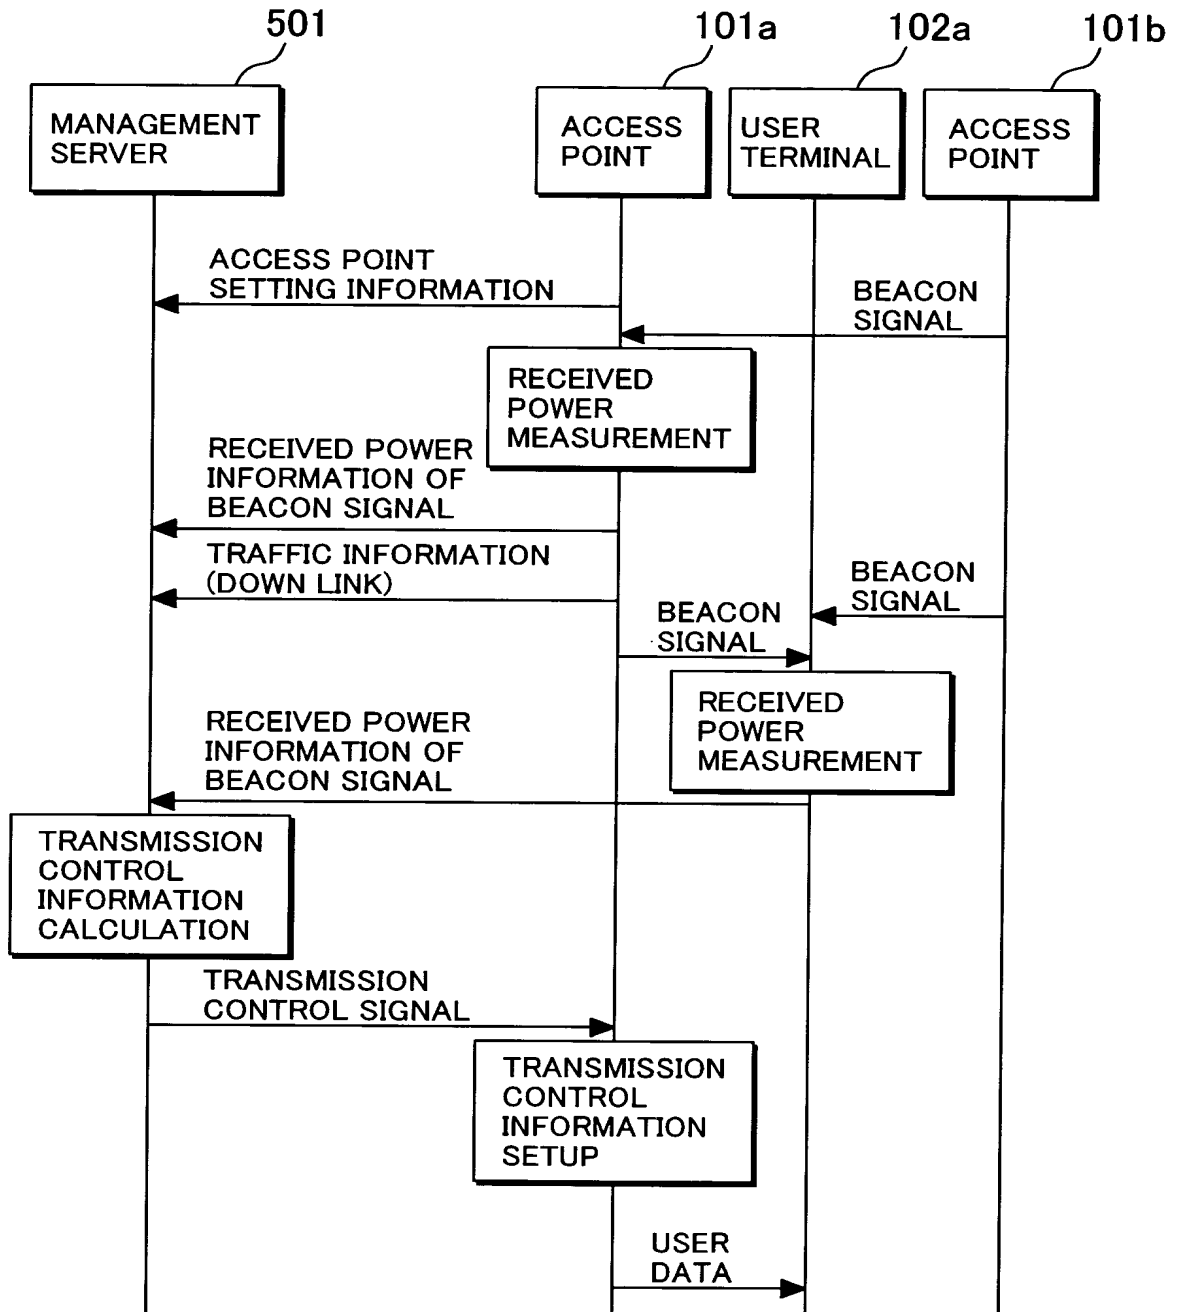 501
101a
102a
101b
MANAGEMENT
SERVER
ACCESS
POINT
USER
TERMINAL
ACCESS
POINT
ACCESS POINT
SETTING INFORMATION
BEACON
SIGNAL
RECEIVED
POWER
MEASUREMENT
RECEIVED POWER
INFORMATION OF
BEACON SIGNAL
TRAFFIC INFORMATION
(DOWN LINK)
BEACON
SIGNAL
BEACON
SIGNAL
RECEIVED
POWER
MEASUREMENT
RECEIVED POWER
INFORMATION OF
BEACON SIGNAL
TRANSMISSION
CONTROL
INFORMATION
CALCULATION
TRANSMISSION
CONTROL SIGNAL
TRANSMISSION
CONTROL
INFORMATION
SETUP
USER
DATA